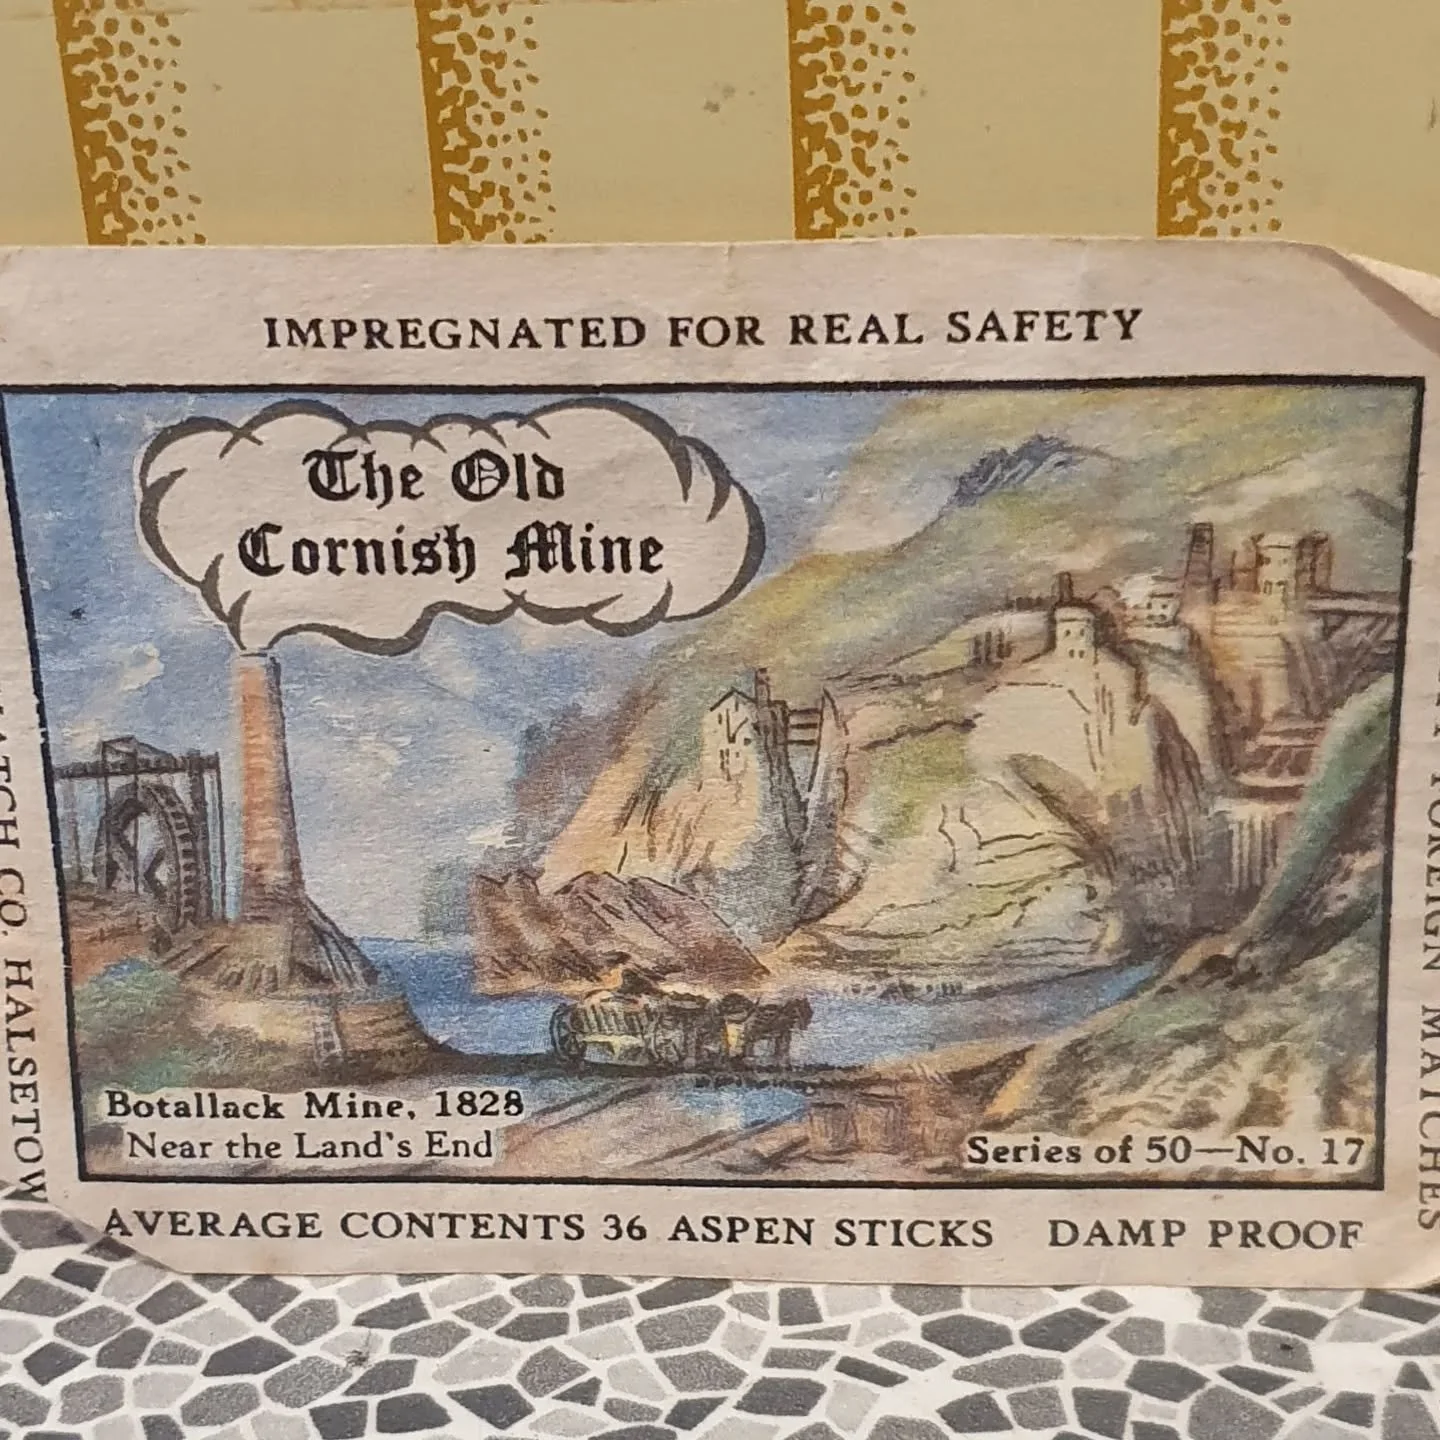 IMPREGNATED FOR REAL SAFETY
The Old
Cornish Mine
Botallack Mine, 1828
Near the Land's End
Series of 50—No. 17
AVERAGE CONTENTS 36 ASPEN STICKS DAMP PROOF
CO. HALSETOW
FOREIGN MATCHES